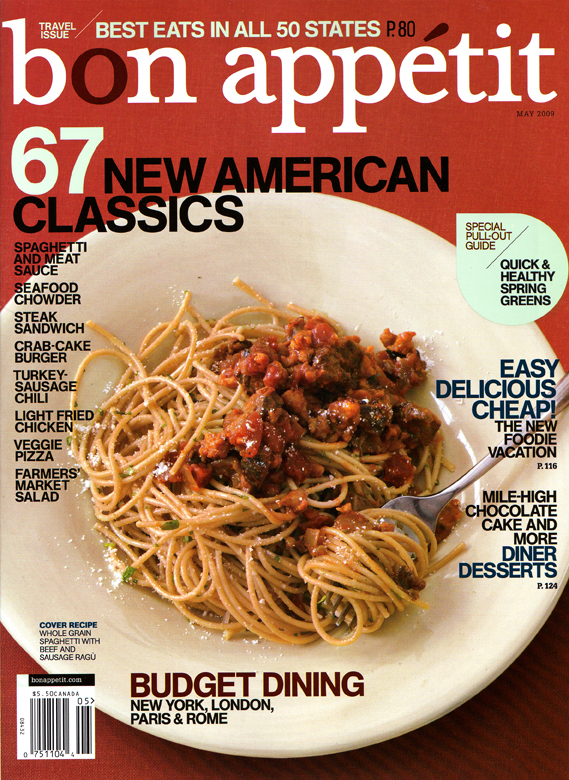 TRAVEL
ISSUE
BEST EATS IN ALL 50 STATES P.80
bon appétit
MAY 2009
67 NEW AMERICAN
CLASSICS
SPAGHETTI
AND MEAT
SAUCE
SEAFOOD
CHOWDER
STEAK
SANDWICH
CRAB-CAKE
BURGER
TURKEY-
SAUSAGE
CHILI
LIGHT FRIED
CHICKEN
VEGGIE
PIZZA
FARMERS'
MARKET
SALAD
SPECIAL
PULL-OUT
GUIDE
QUICK &
HEALTHY
SPRING
GREENS
EASY
DELICIOUS
CHEAP!
THE NEW
FOODIE
VACATION
P. 116
MILE-HIGH
CHOCOLATE
CAKE AND
MORE
DINER
DESSERTS
P. 124
COVER RECIPE
WHOLE GRAIN
SPAGHETTI WITH
BEEF AND
SAUSAGE RAGÙ
bonappetit.com
$5.50CANADA
05>
08432
0 751104 4
BUDGET DINING
NEW YORK, LONDON,
PARIS & ROME